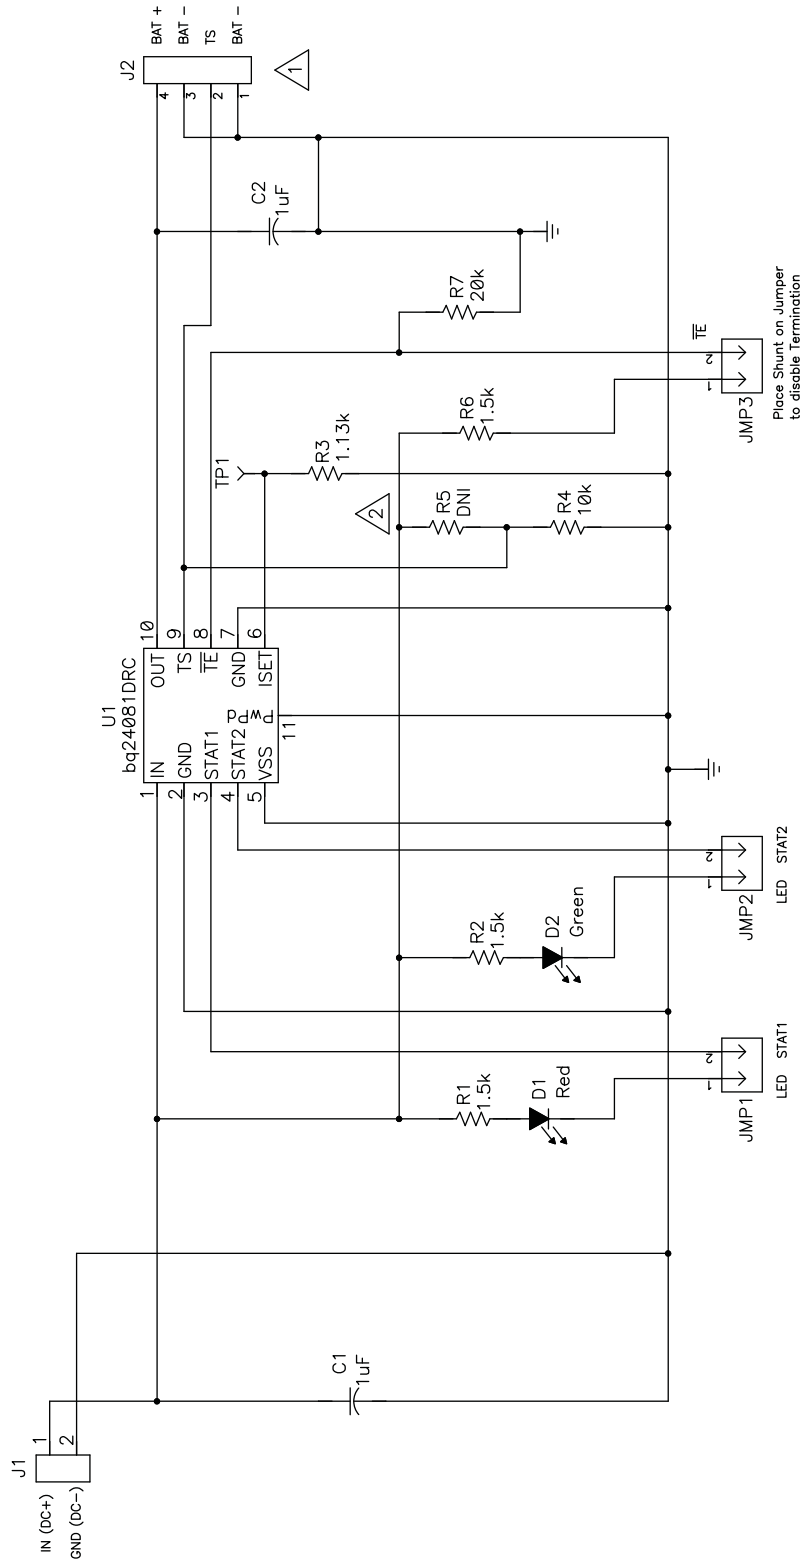 J1
IN (DC+)
GND (DC-)
1
2
C1
1uF
U1
bq24081DRC
1 IN
2 GND
3 STAT1
4 STAT2
5 VSS
OUT 10
TS 9
TE 8
GND 7
ISET 6
PwPd
11
R1
1.5k
D1
Red
JMP1
1
2
LED
STAT1
R2
1.5k
D2
Green
JMP2
1
2
LED
STAT2
2
R5
DNI
R4
10k
TP1
R3
1.13k
R6
1.5k
R7
20k
JMP3
1
2
TE
Place Shunt on Jumper
to disable Termination
C2
1uF
J2
4
3
2
1
BAT +
BAT -
TS
BAT -
1